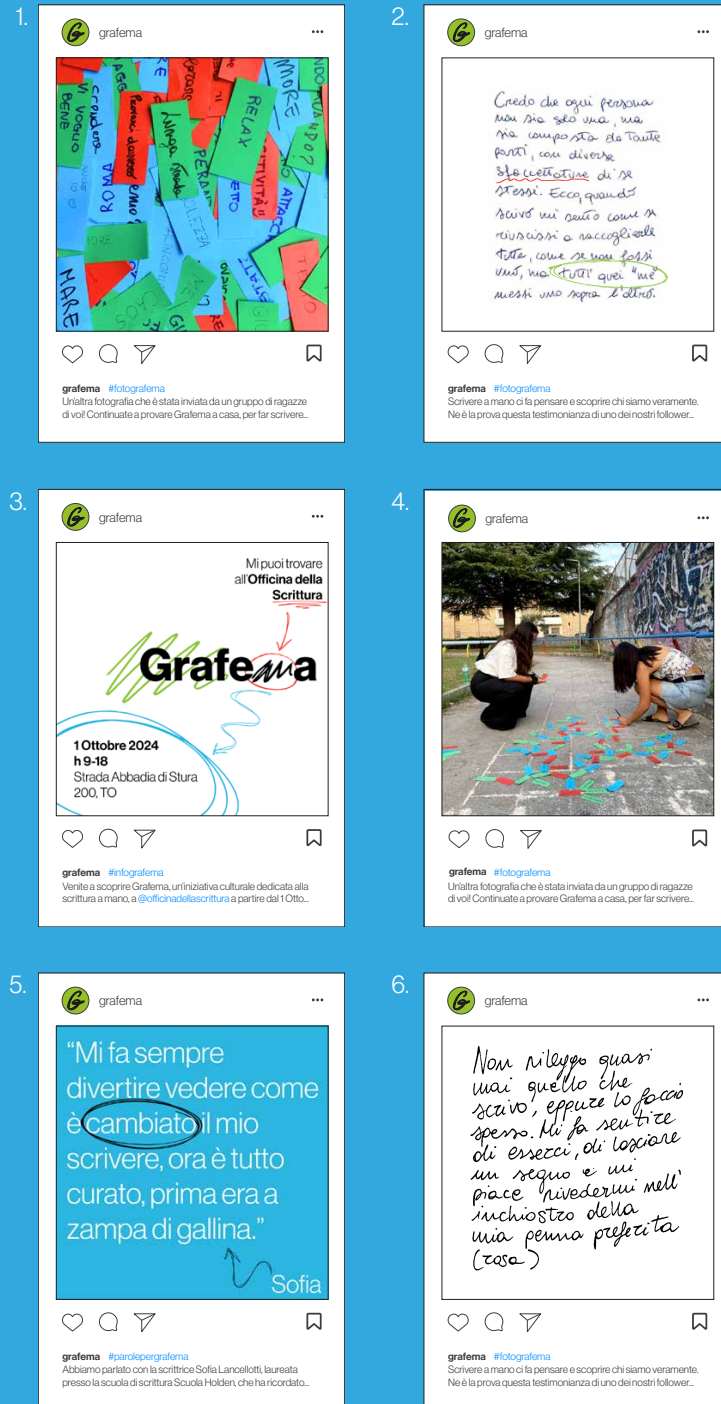 1.
grafema
VI VOGLIO
BENE
ROMA
RELAX
MORE
MARE
Lunga strada
grafema #fotografema
Un'altra fotografia che è stata inviata da un gruppo di ragazze
di voi! Continuate a provare Grafema a casa, per far scrivere...
2.
grafema
Credo che ogni persona
non sia solo una, ma
sia composta da tante
parti, con diverse
sfaccettature di se
stessi. Ecco, quando
scrivo mi sento come se
riuscissi a raccoglierle
tutte, come se non fossi
uno, ma tutti quei "me"
messi uno sopra l'altro.
grafema #fotografema
Scrivere a mano ci fa pensare e scoprire chi siamo veramente.
Ne è la prova questa testimonianza di uno dei nostri follower...
3.
grafema
Mi puoi trovare
all'Officina della
Scrittura
Grafema
1 Ottobre 2024
h 9-18
Strada Abbadia di Stura
200, TO
grafema #infografema
Venite a scoprire Grafema, un'iniziativa culturale dedicata alla
scrittura a mano, a @officinadellascrittura a partire dal 1 Otto...
4.
grafema
grafema #fotografema
Un'altra fotografia che è stata inviata da un gruppo di ragazze
di voi! Continuate a provare Grafema a casa, per far scrivere...
5.
grafema
"Mi fa sempre
divertire vedere come
è cambiato il mio
scrivere, ora è tutto
curato, prima era a
zampa di gallina."
Sofia
grafema #parolepergrafema
Abbiamo parlato con la scrittrice Sofia Lancellotti, laureata
presso la scuola di scrittura Scuola Holden, che ha ricordato...
6.
grafema
Non rileggo quasi
mai quello che
scrivo, eppure lo faccio
spesso. Mi fa sentire
di esserci, di lasciare
un segno e mi
piace rivedermi nell'
inchiostro della
mia penna preferita
(rosa)
grafema #fotografema
Scrivere a mano ci fa pensare e scoprire chi siamo veramente.
Ne è la prova questa testimonianza di uno dei nostri follower...